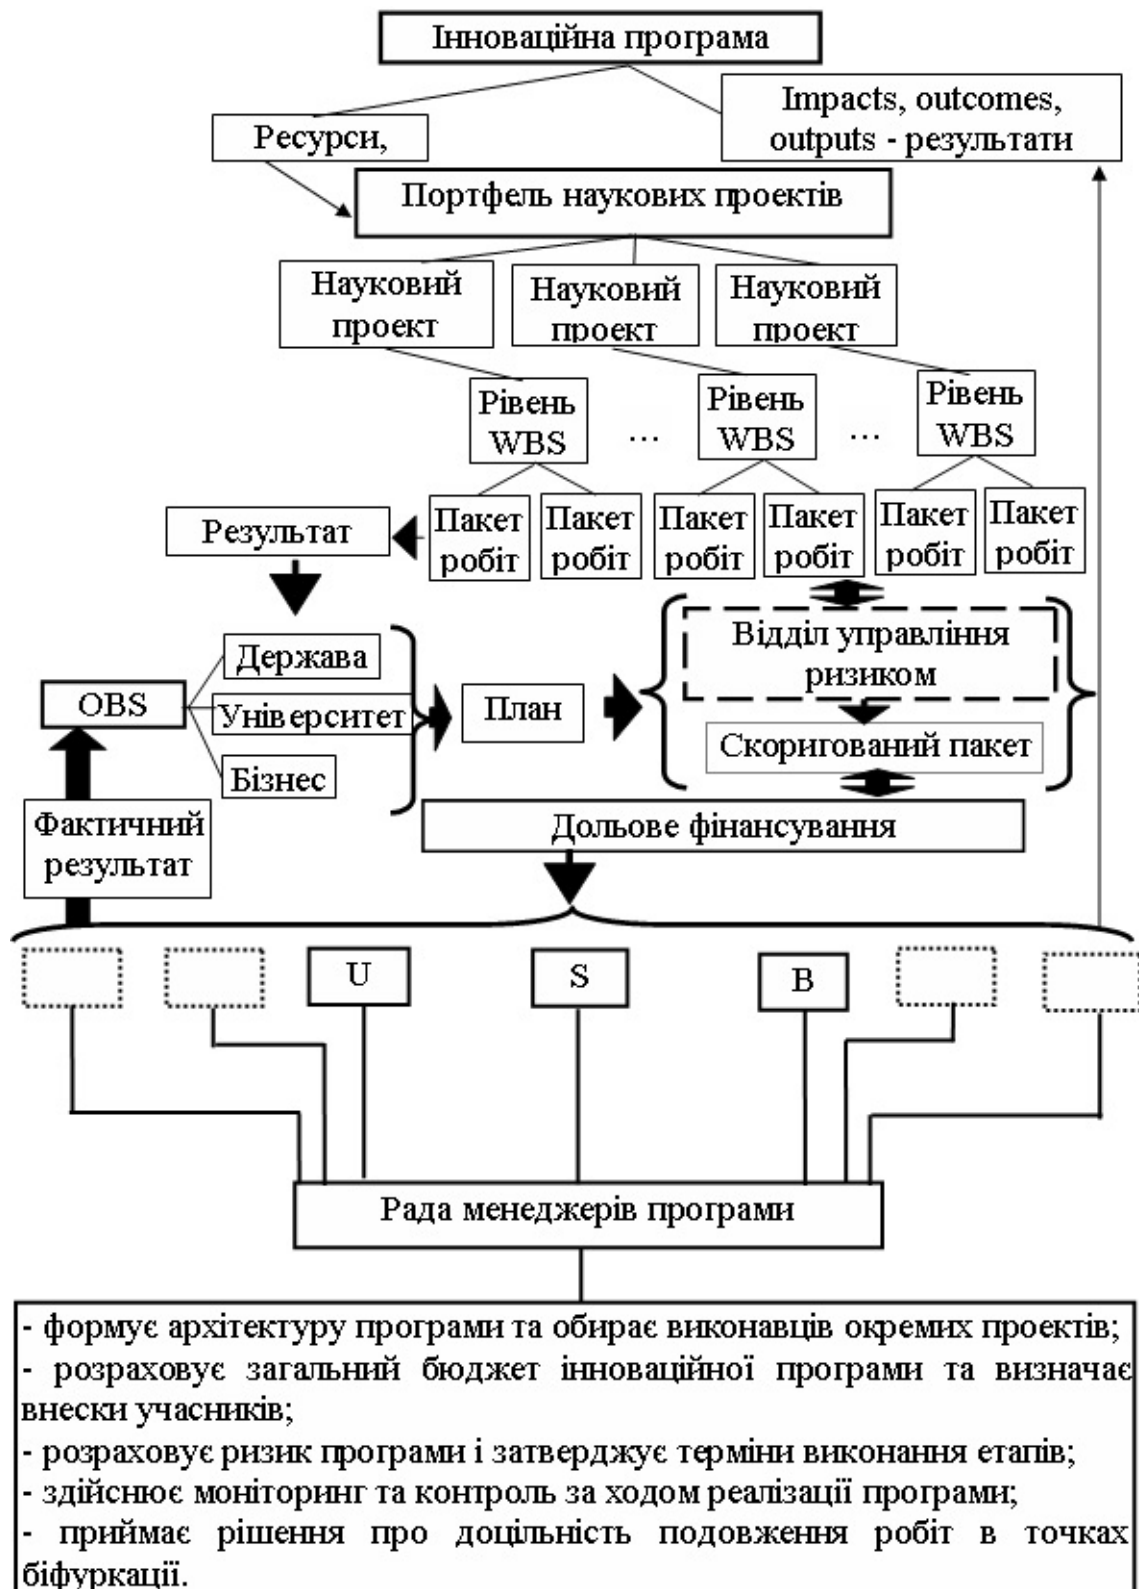 Інноваційна програма
Impacts, outcomes,
outputs - результати
Ресурси,
Портфель наукових проектів
Науковий
проект
Науковий
проект
Науковий
проект
Рівень
WBS
...
Рівень
WBS
...
Рівень
WBS
Результат
Пакет
робіт
Пакет
робіт
Пакет
робіт
Пакет
робіт
Пакет
робіт
Пакет
робіт
Відділ управління
ризиком
Держава
OBS
Університет
План
Скоригований пакет
Бізнес
Фактичний
результат
Дольове фінансування
U
S
B
Рада менеджерів програми
- формує архітектуру програми та обирає виконавців окремих проектів;
- розраховує загальний бюджет інноваційної програми та визначає
внески учасників;
- розраховує ризик програми і затверджує терміни виконання етапів;
- здійснює моніторинг та контроль за ходом реалізації програми;
- приймає рішення про доцільність подовження робіт в точках
біфуркації.